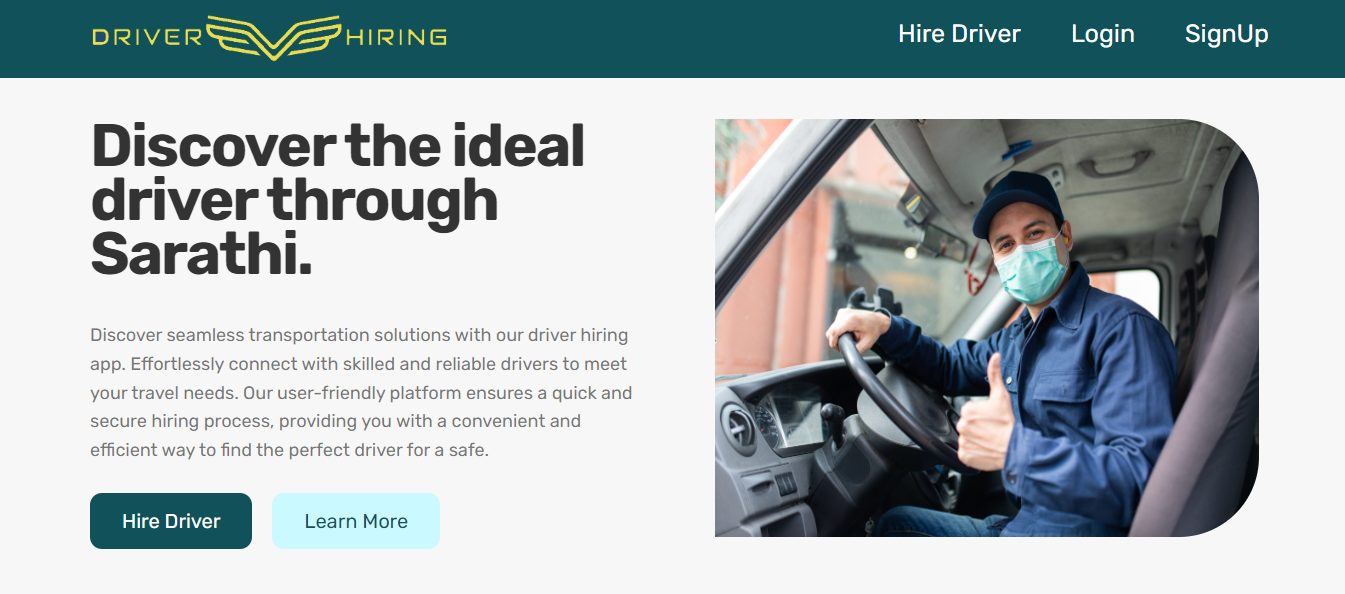 DRIVER HIRING
Hire Driver Login SignUp
Discover the ideal
driver through
Sarathi.
Discover seamless transportation solutions with our driver hiring
app. Effortlessly connect with skilled and reliable drivers to meet
your travel needs. Our user-friendly platform ensures a quick and
secure hiring process, providing you with a convenient and
efficient way to find the perfect driver for a safe.
Hire Driver Learn More